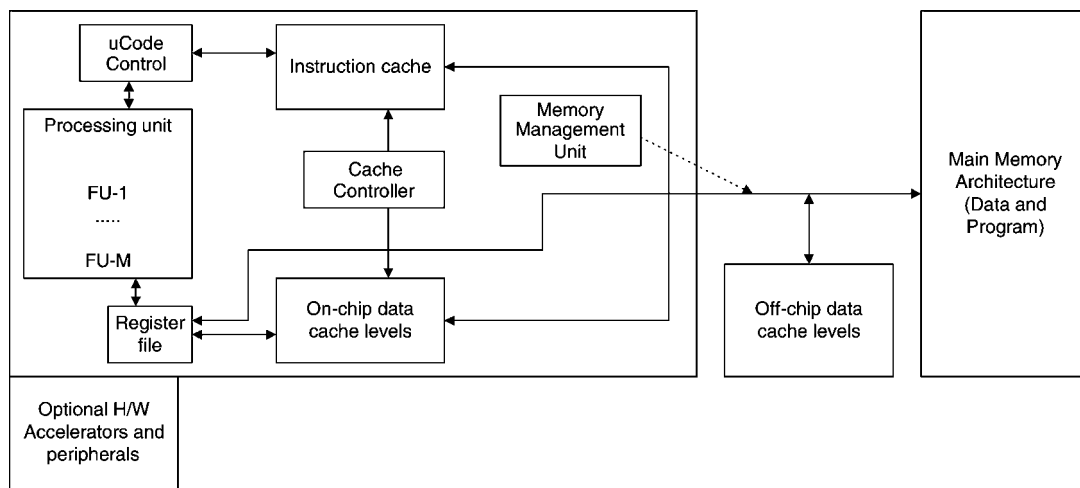 uCode
Control
Instruction cache
Processing unit
FU-1
.....
FU-M
Cache
Controller
Memory
Management
Unit
Main Memory
Architecture
(Data and
Program)
Register
file
On-chip data
cache levels
Off-chip data
cache levels
Optional H/W
Accelerators and
peripherals